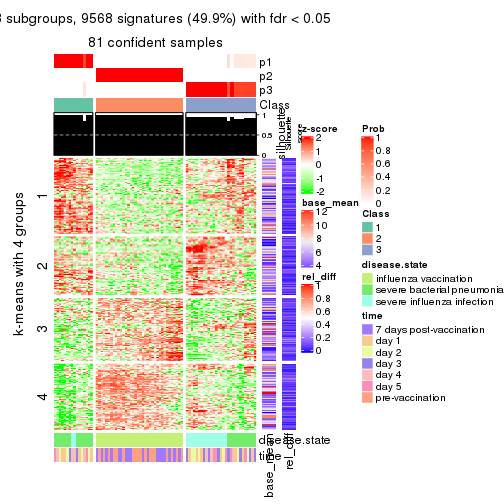 3 subgroups, 9568 signatures (49.9%) with fdr < 0.05
81 confident samples
p1
p2
p3
Class
1
0.5
0
silhouette
Silhouette
score
k-means with 4 groups
1
2
3
4
z-score
2
1
0
-1
-2
base_mean
12
10
8
6
4
rel_diff
1
0.8
0.6
0.4
0.2
0
Prob
1
0.8
0.6
0.4
0.2
0
Class
1
2
3
disease.state
influenza vaccination
severe bacterial pneumonia
severe influenza infection
time
7 days post-vaccination
day 1
day 2
day 3
day 4
day 5
pre-vaccination
disease.state
time
base_mean
rel_diff